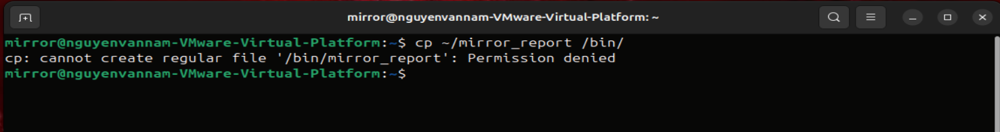 mirror@nguyenvannam-VMware-Virtual-Platform: ~
mirror@nguyenvannam-VMware-Virtual-Platform:~$ cp ~/mirror_report /bin/
cp: cannot create regular file '/bin/mirror_report': Permission denied
mirror@nguyenvannam-VMware-Virtual-Platform:~$